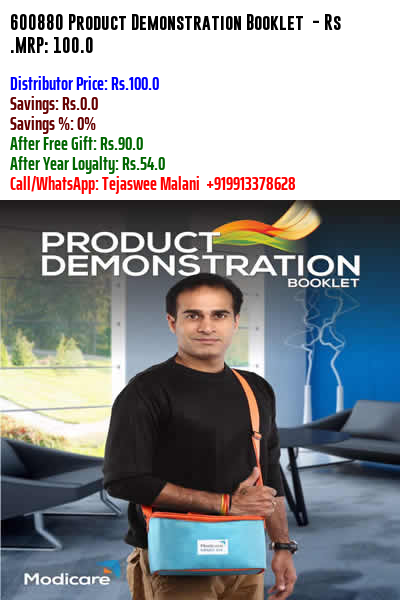 600880 Product Demonstration Booklet - Rs
.MRP: 100.0
Distributor Price: Rs.100.0
Savings: Rs.0.0
Savings %: 0%
After Free Gift: Rs.90.0
After Year Loyalty: Rs.54.0
Call/WhatsApp: Tejaswee Malani +919913378628
PRODUCT
DEMONSTRATION
BOOKLET
Modicare
Modicare